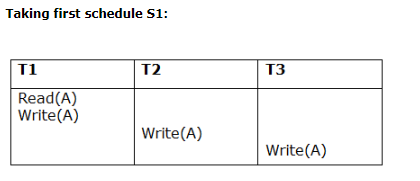 Taking first schedule S1:
T1 T2 T3
Read(A)
Write(A)
Write(A)
Write(A)